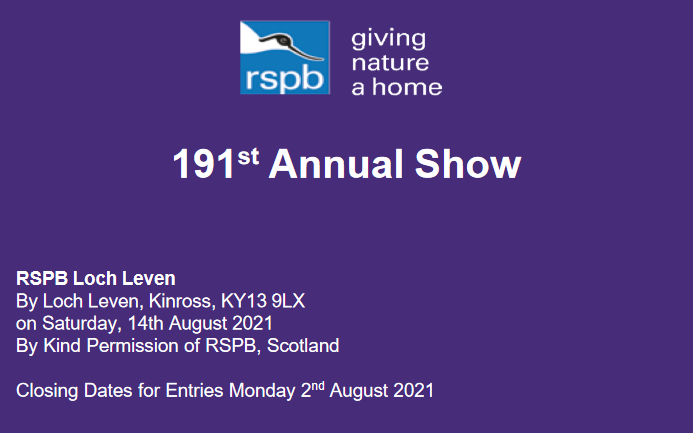 rspb
giving
nature
a home
191st Annual Show
RSPB Loch Leven
By Loch Leven, Kinross, KY13 9LX
on Saturday, 14th August 2021
By Kind Permission of RSPB, Scotland
Closing Dates for Entries Monday 2nd August 2021